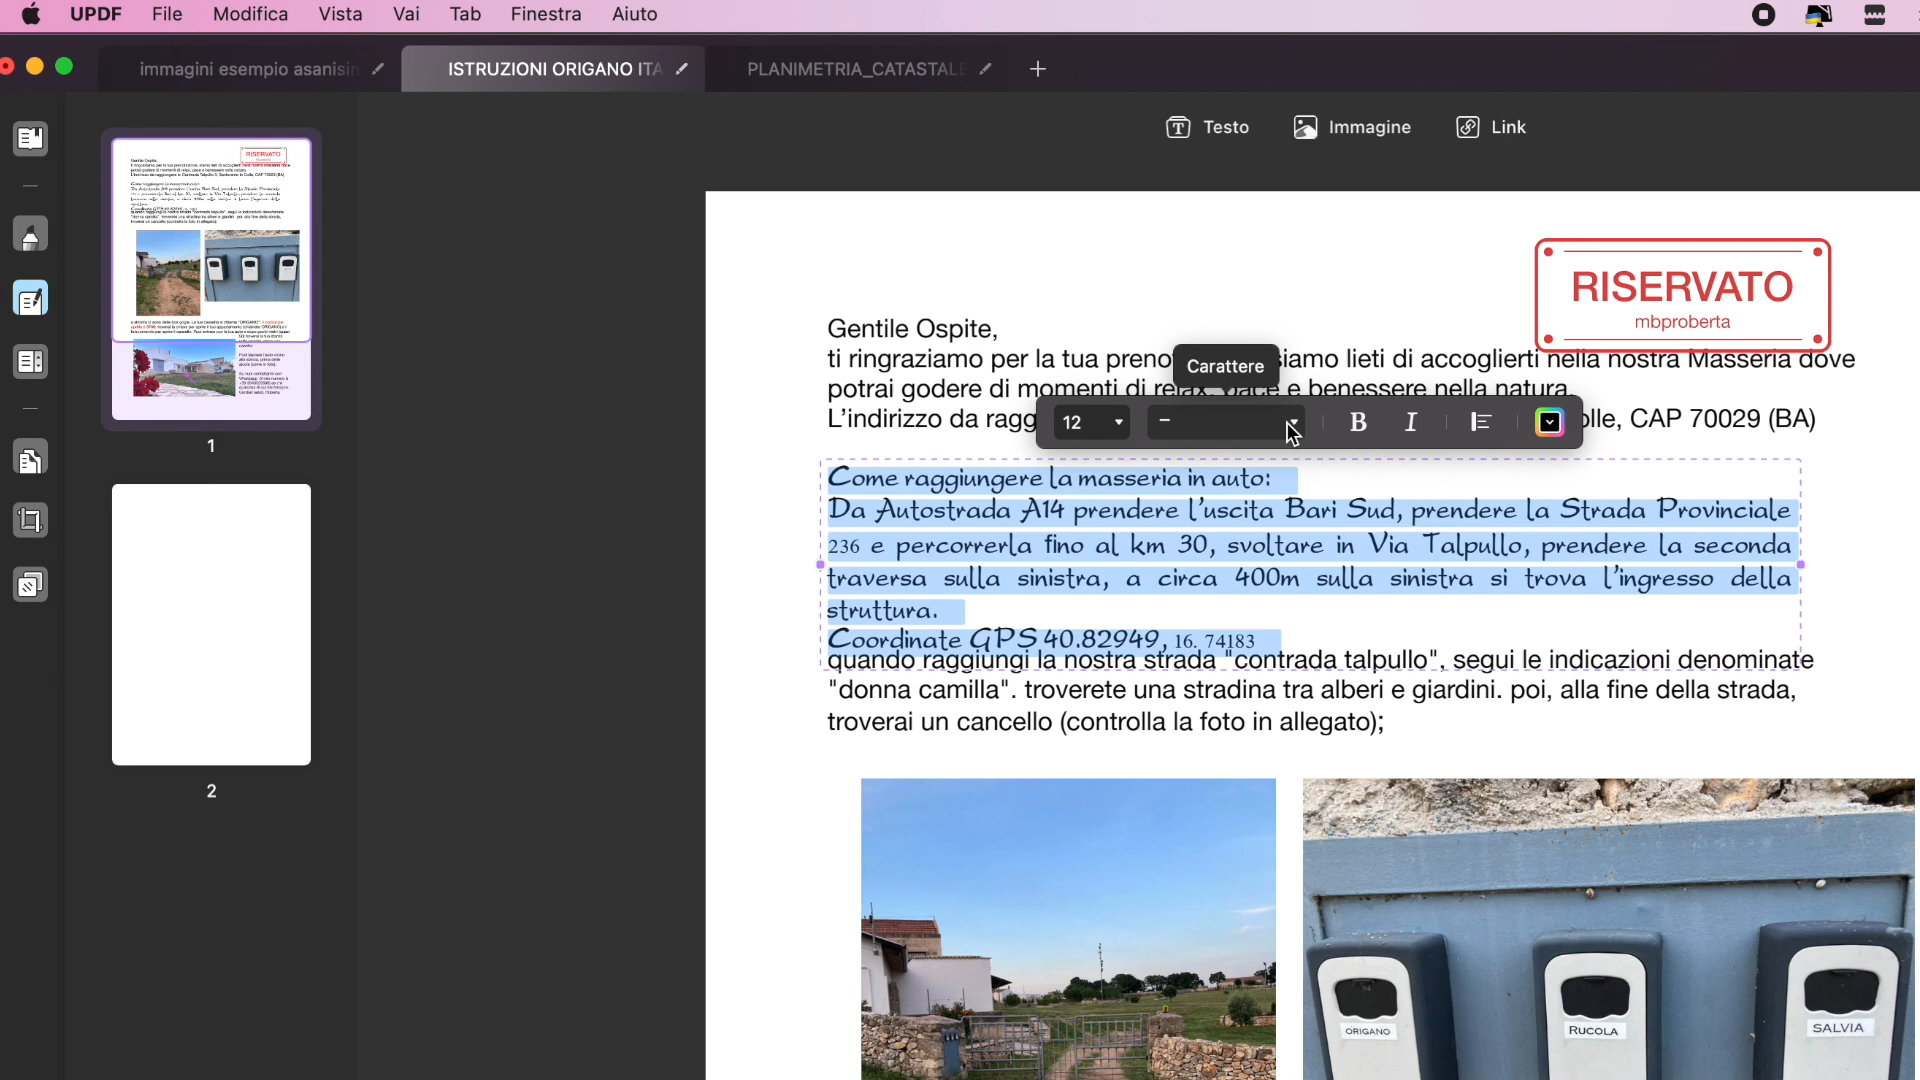 UPDF File Modifica Vista Vai Tab Finestra Aiuto
immagini esempio asanisin
ISTRUZIONI ORIGANO ITA
PLANIMETRIA_CATASTALE
Testo Immagine Link
RISERVATO
1
2
RISERVATO
mbproberta
Gentile Ospite,
ti ringraziamo per la tua preno siamo lieti di accoglierti nella nostra Masseria dove
potrai godere di momenti di relax, pace e benessere nella natura.
L'indirizzo da ragg olle, CAP 70029 (BA)
Carattere
12 – B I
Come raggiungere la masseria in auto:
Da Autostrada A14 prendere l'uscita Bari Sud, prendere la Strada Provinciale
236 e percorrerla fino al km 30, svoltare in Via Talpullo, prendere la seconda
traversa sulla sinistra, a circa 400m sulla sinistra si trova l'ingresso della
struttura.
Coordinate GPS 40.82949, 16. 74183
quando raggiungi la nostra strada "contrada talpullo", segui le indicazioni denominate
"donna camilla". troverete una stradina tra alberi e giardini. poi, alla fine della strada,
troverai un cancello (controlla la foto in allegato);
ORIGANO
RUCOLA
SALVIA